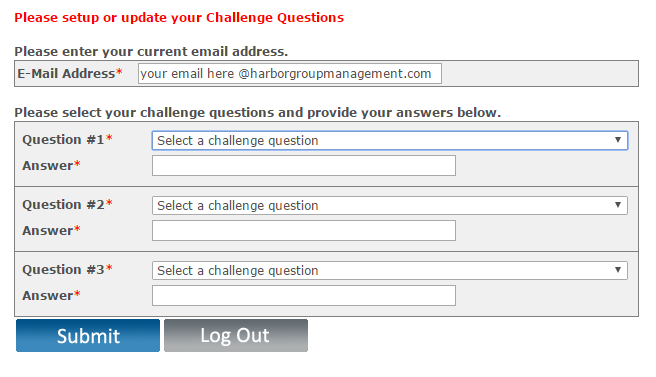 Please setup or update your Challenge Questions
Please enter your current email address.
E-Mail Address* your email here @harborgroupmanagement.com
Please select your challenge questions and provide your answers below.
Question #1* Select a challenge question
Answer*
Question #2* Select a challenge question
Answer*
Question #3* Select a challenge question
Answer*
Submit Log Out